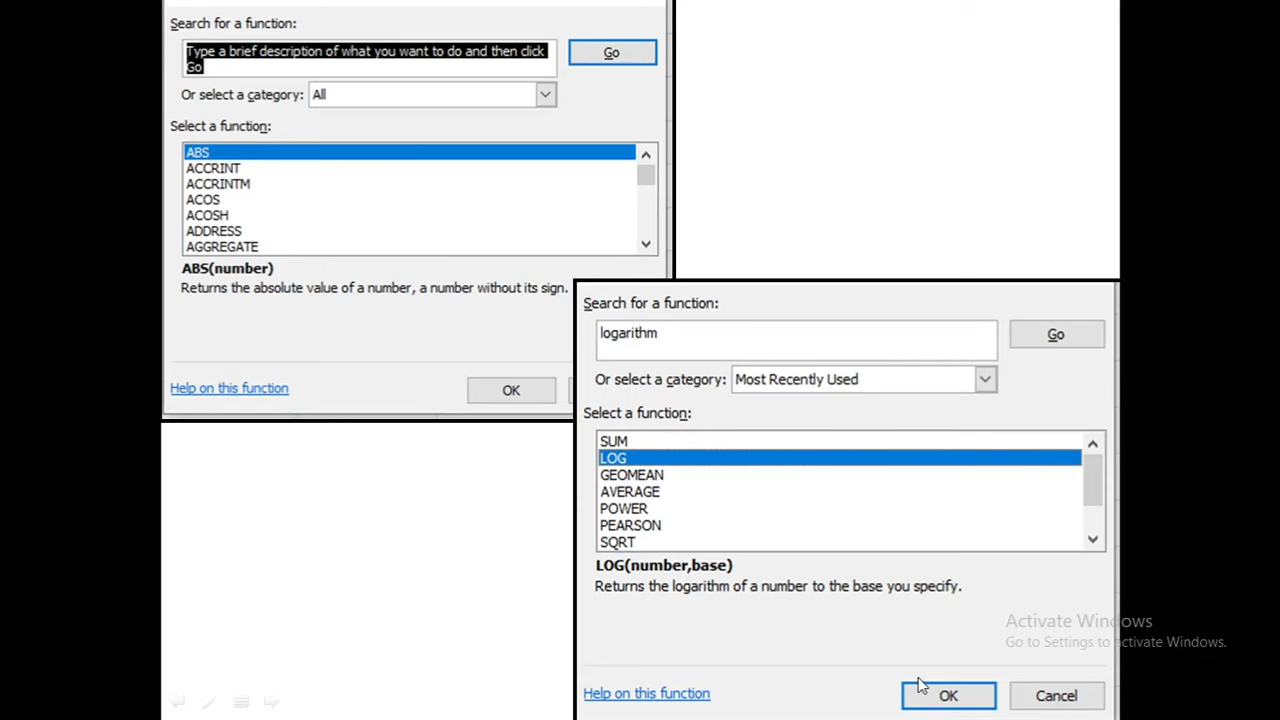 Search for a function:
Type a brief description of what you want to do and then click
Go
Go
Or select a category: All
Select a function:
ABS
ACCRINT
ACCRINTM
ACOS
ACOSH
ADDRESS
AGGREGATE
ABS(number)
Returns the absolute value of a number, a number without its sign.
Help on this function
OK
Search for a function:
logarithm
Go
Or select a category: Most Recently Used
Select a function:
SUM
LOG
GEOMEAN
AVERAGE
POWER
PEARSON
SQRT
LOG(number,base)
Returns the logarithm of a number to the base you specify.
Activate Windows
Go to Settings to activate Windows.
Help on this function
OK
Cancel